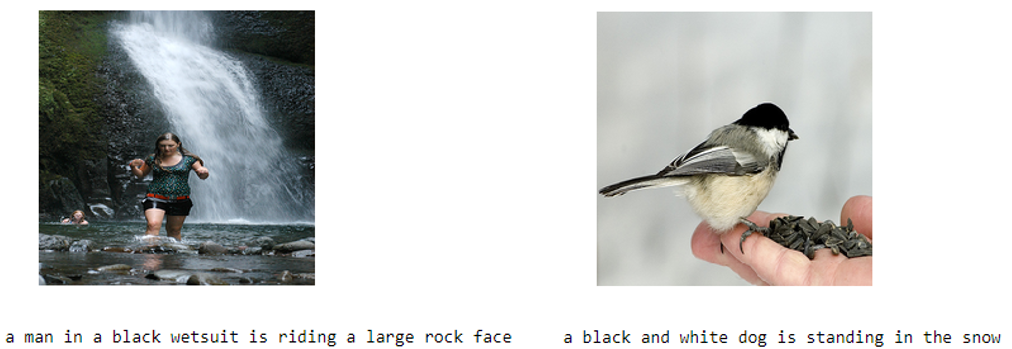 a man in a black wetsuit is riding a large rock face
a black and white dog is standing in the snow